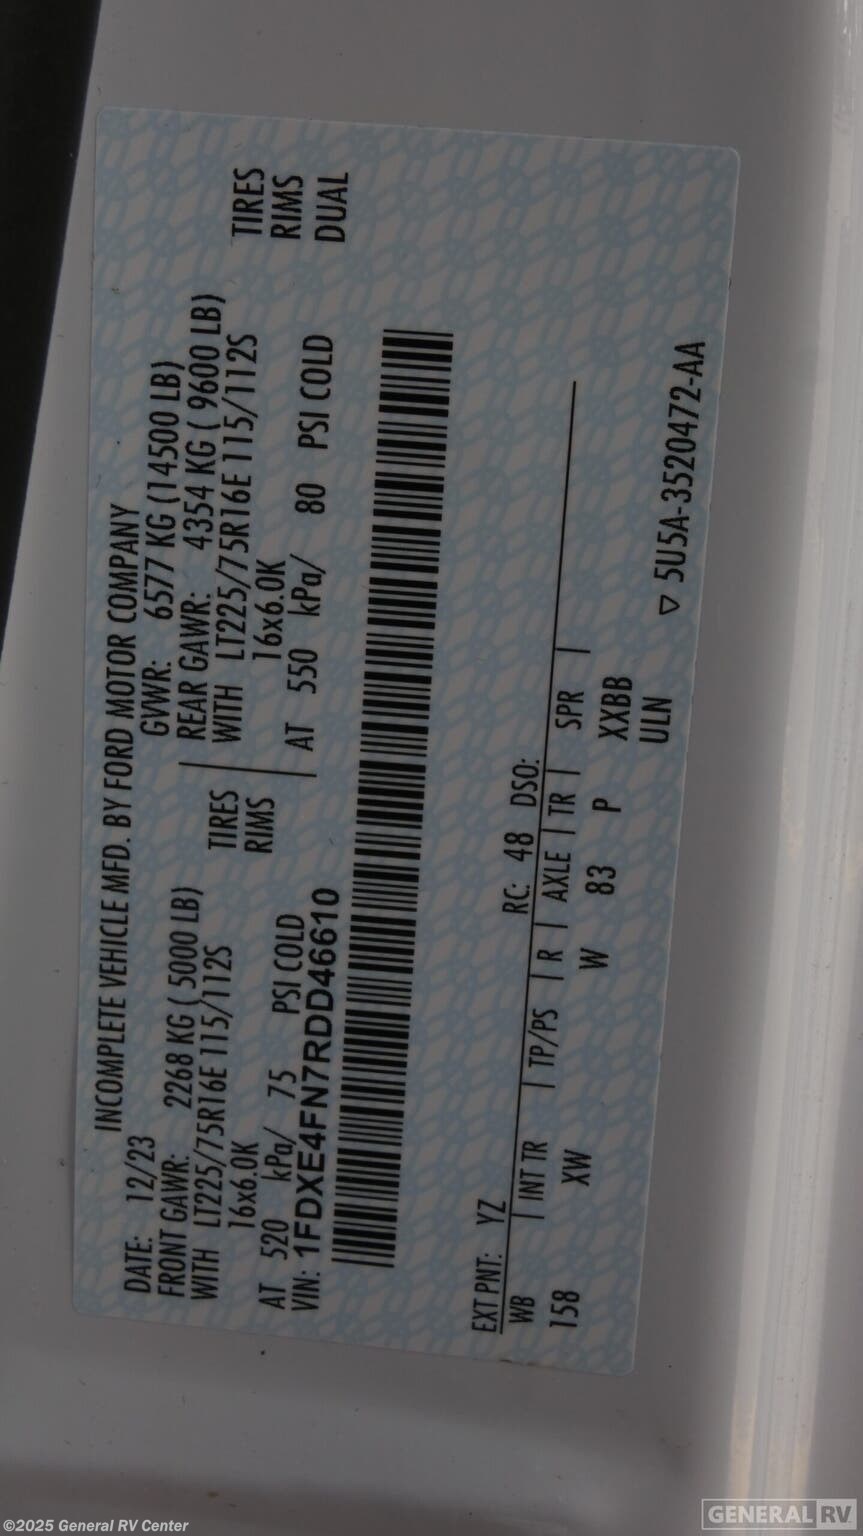 INCOMPLETE VEHICLE MFD. BY FORD MOTOR COMPANY
DATE: 12/23 GVWR: 6577 KG (14500 LB)
FRONT GAWR: 2268 KG ( 5000 LB) REAR GAWR: 4354 KG ( 9600 LB)
WITH LT225/75R16E 115/112S TIRES WITH LT225/75R16E 115/112S TIRES
16x6.0K RIMS 16x6.0K RIMS
AT 520 kPa/ 75 PSI COLD AT 550 kPa/ 80 PSI COLD DUAL
VIN: 1FDXE4FN7RDD46610
EXT PNT: YZ RC: 48 DSO:
WB | INT TR | TP/PS | R | AXLE | TR | SPR |
158 XW W 83 P XXBB
ULN
▽ 5U5A-3520472-AA
©2025 General RV Center
GENERAL RV